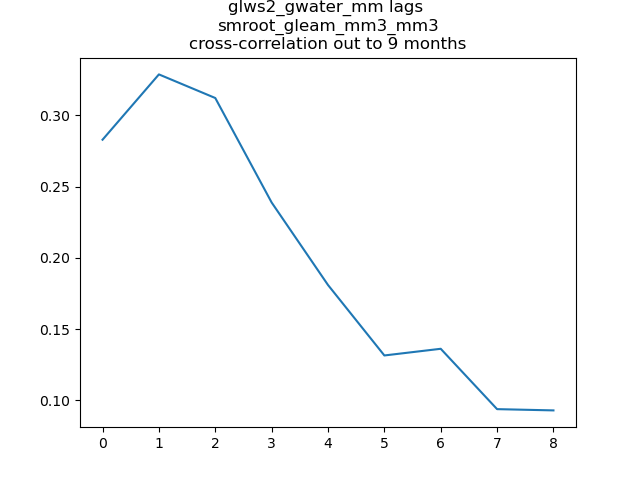 glws2_gwater_mm lags
smroot_gleam_mm3_mm3
cross-correlation out to 9 months
0.30
0.25
0.20
0.15
0.10
0 1 2 3 4 5 6 7 8